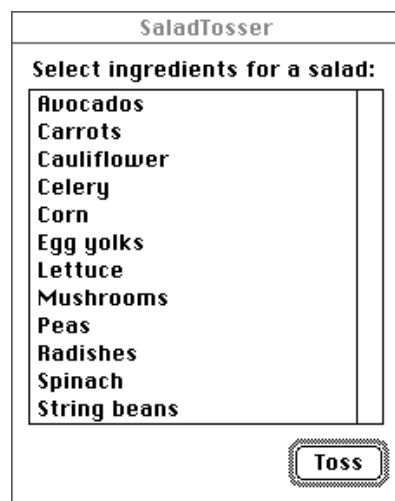 SaladTosser
Select ingredients for a salad:
Avocados
Carrots
Cauliflower
Celery
Corn
Egg yolks
Lettuce
Mushrooms
Peas
Radishes
Spinach
String beans
Toss